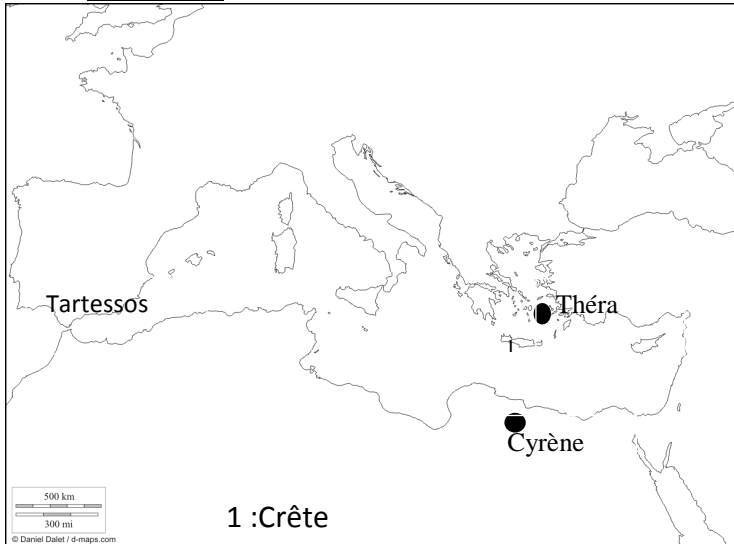 Tartessos
Théra
1
Cyrène
1 :Crête
500 km
300 mi
© Daniel Dalet / d-maps.com